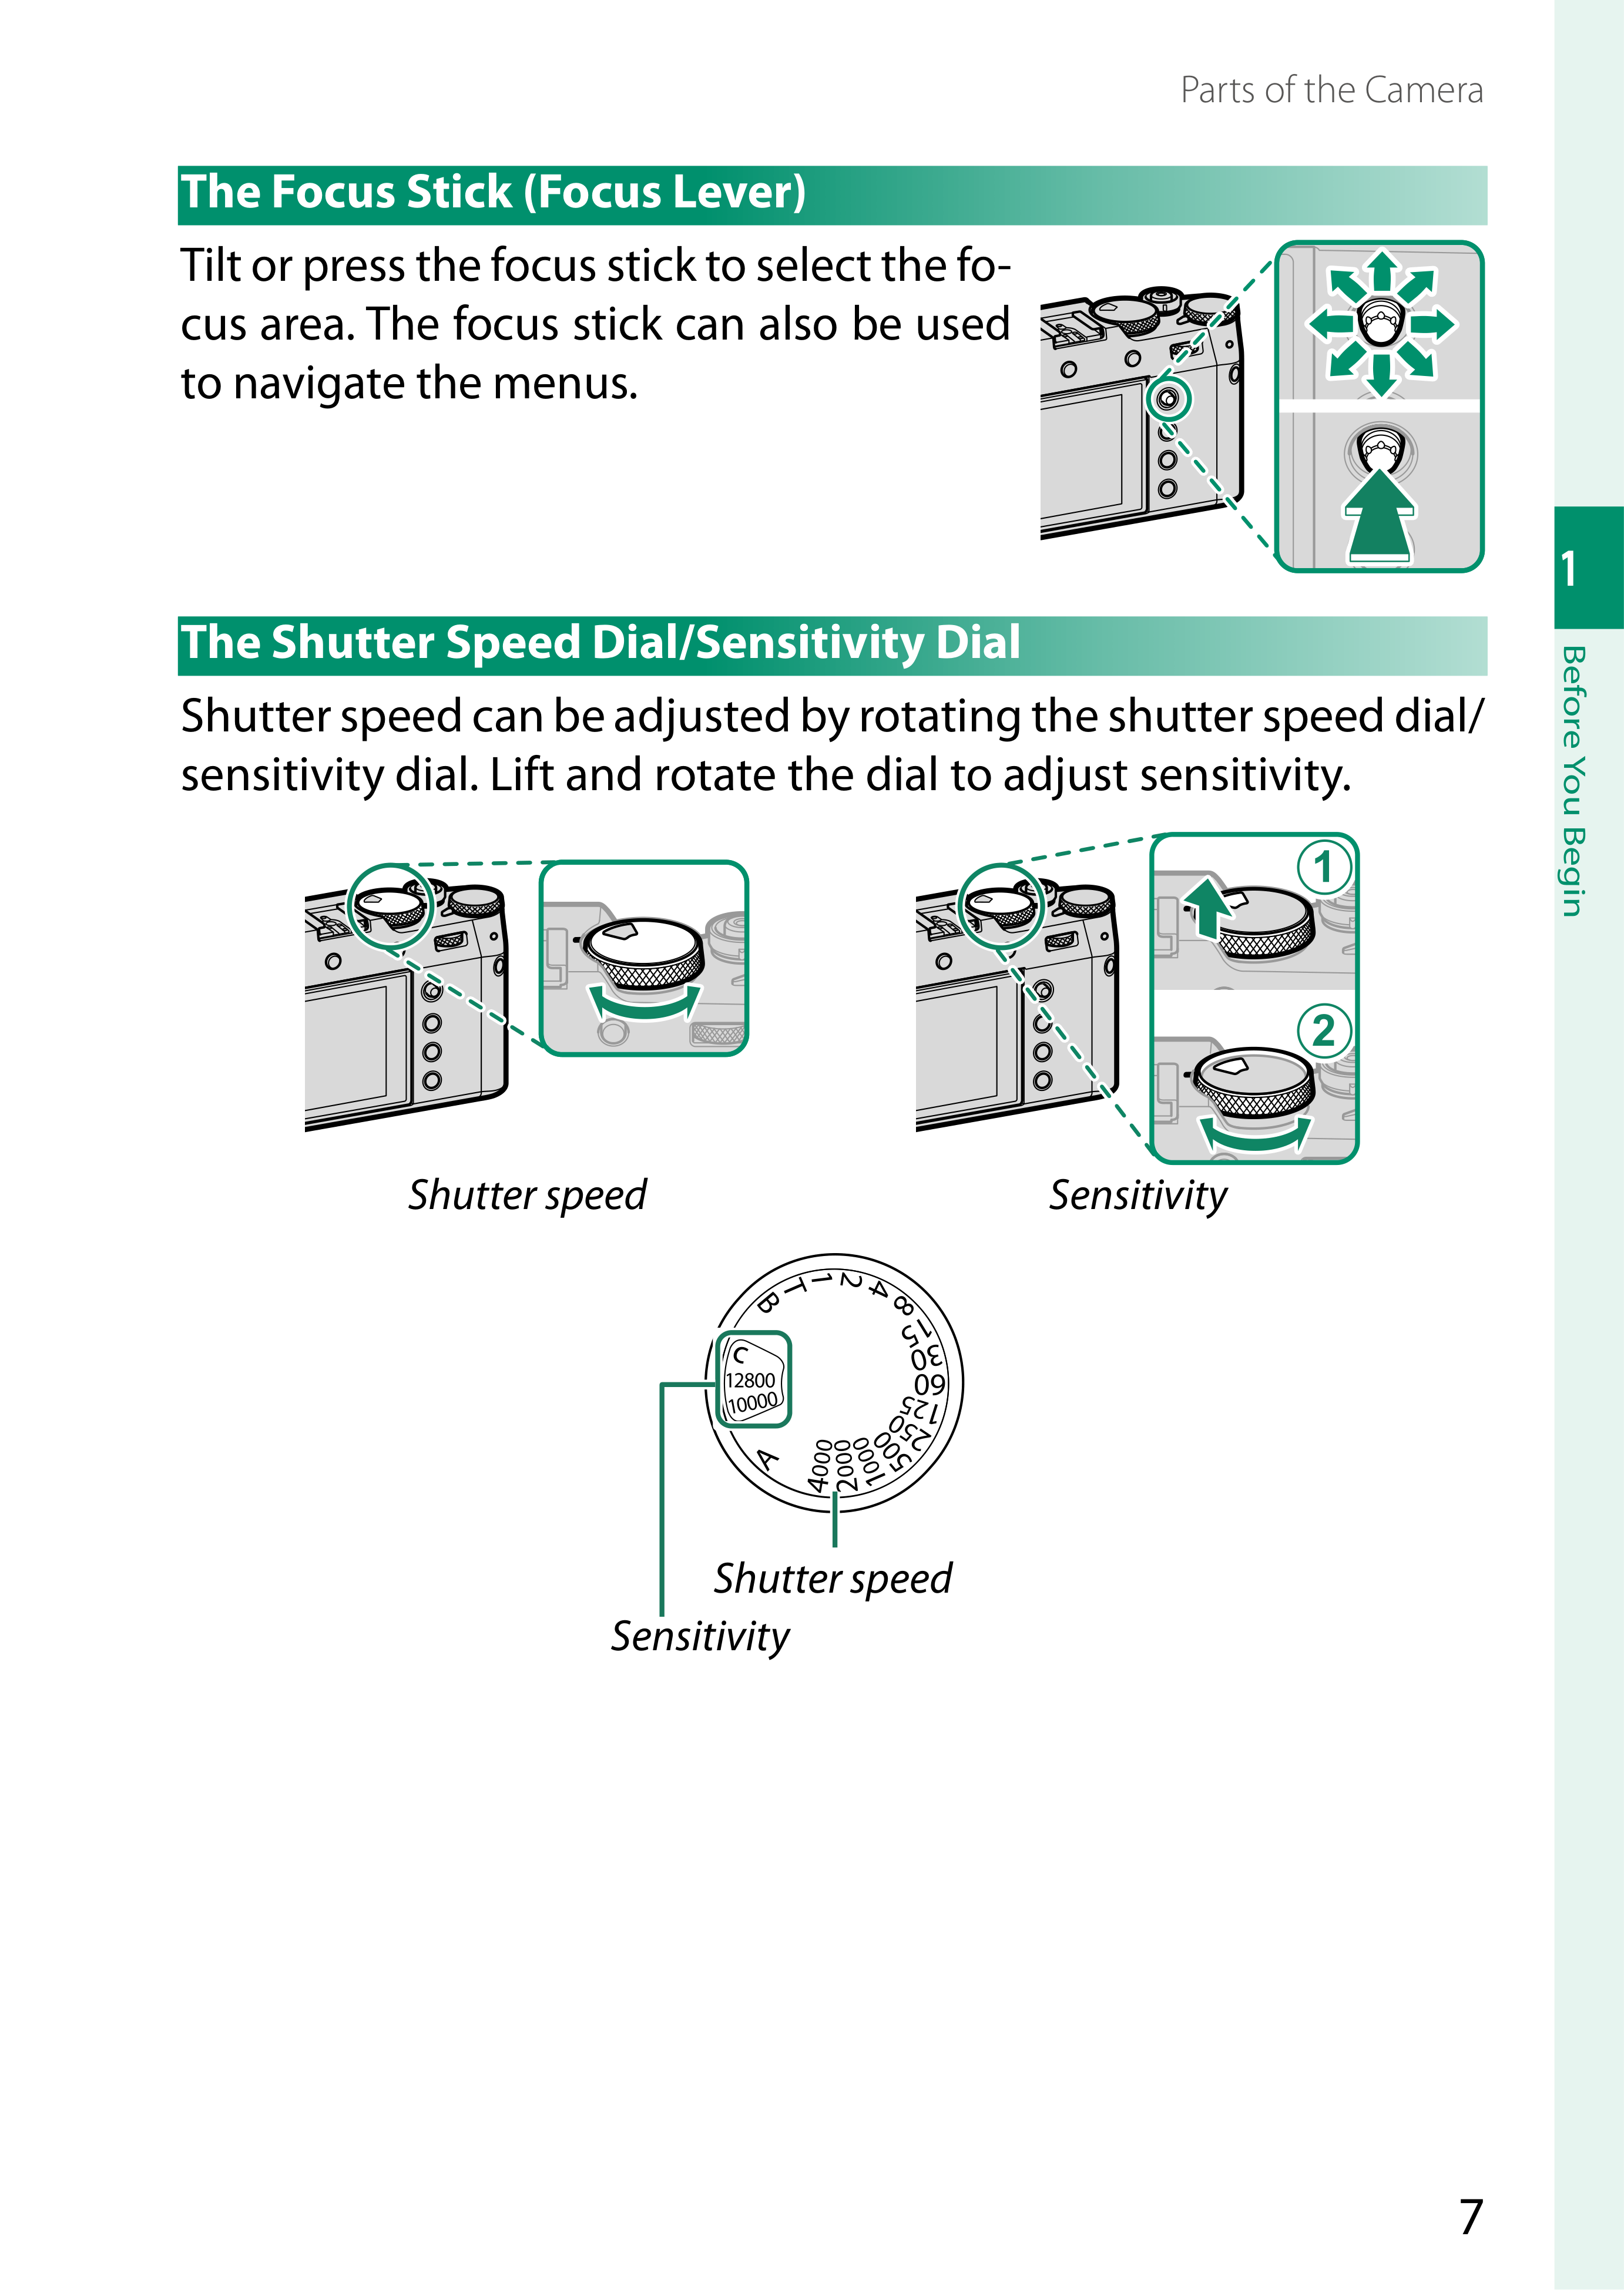 Parts of the Camera
The Focus Stick (Focus Lever)
Tilt or press the focus stick to select the fo-
cus area. The focus stick can also be used
to navigate the menus.
1
Before You Begin
The Shutter Speed Dial/Sensitivity Dial
Shutter speed can be adjusted by rotating the shutter speed dial/
sensitivity dial. Lift and rotate the dial to adjust sensitivity.
1
2
Shutter speed
Sensitivity
B T 1 2 4 8 15 30 60 125 250 500 1000 2000 4000 A
C
12800
10000
Shutter speed
Sensitivity
7